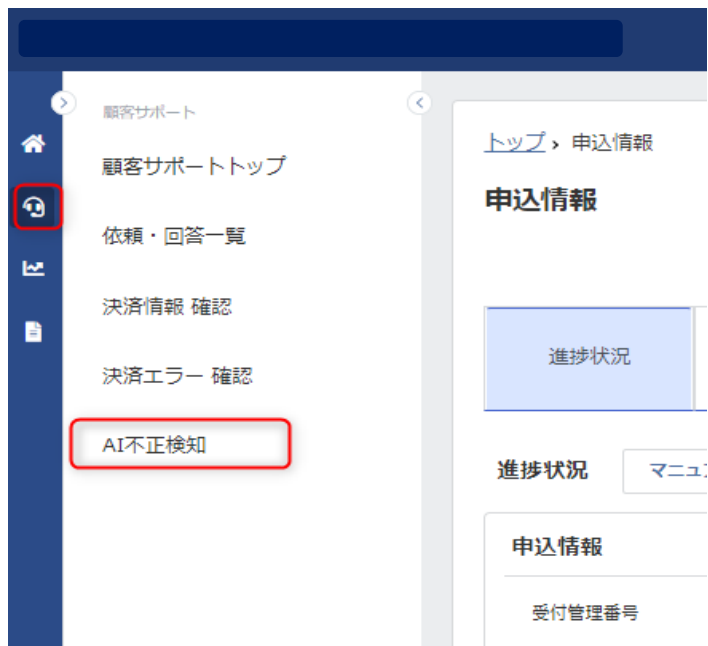 顧客サポート
顧客サポートトップ
依頼・回答一覧
決済情報 確認
決済エラー 確認
AI不正検知
トップ › 申込情報
申込情報
進捗状況
進捗状況
マニュ
申込情報
受付管理番号